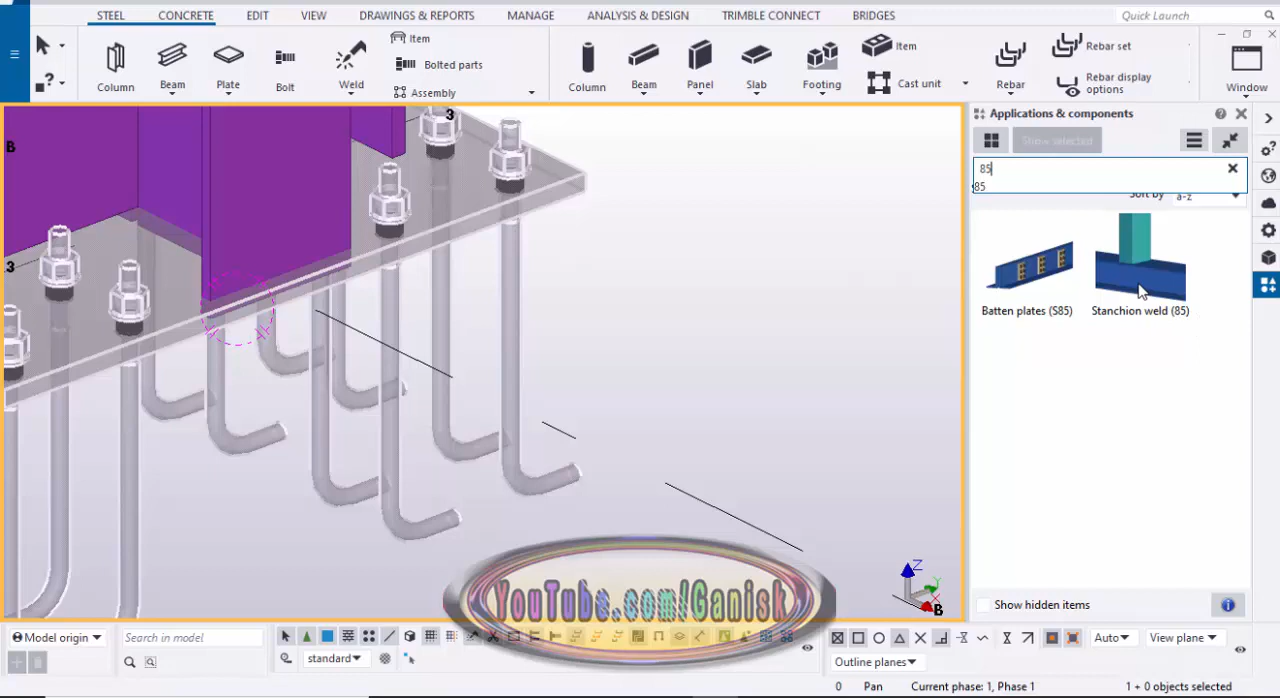 STEEL CONCRETE EDIT VIEW DRAWINGS & REPORTS MANAGE ANALYSIS & DESIGN TRIMBLE CONNECT BRIDGES Quick Launch
Column Beam Plate Bolt Weld Item Bolted parts Assembly
Column Beam Panel Slab Footing Item Cast unit Rebar Rebar set Rebar display options Window
Applications & components
Show selected
85
85
Sort by a-z
Batten plates (S85) Stanchion weld (85)
Show hidden items
B
3
3
Z
Y
X
B
YouTube.com/Ganisk
Model origin Search in model
standard
Auto View plane
Outline planes
0 Pan Current phase: 1, Phase 1 1 + 0 objects selected